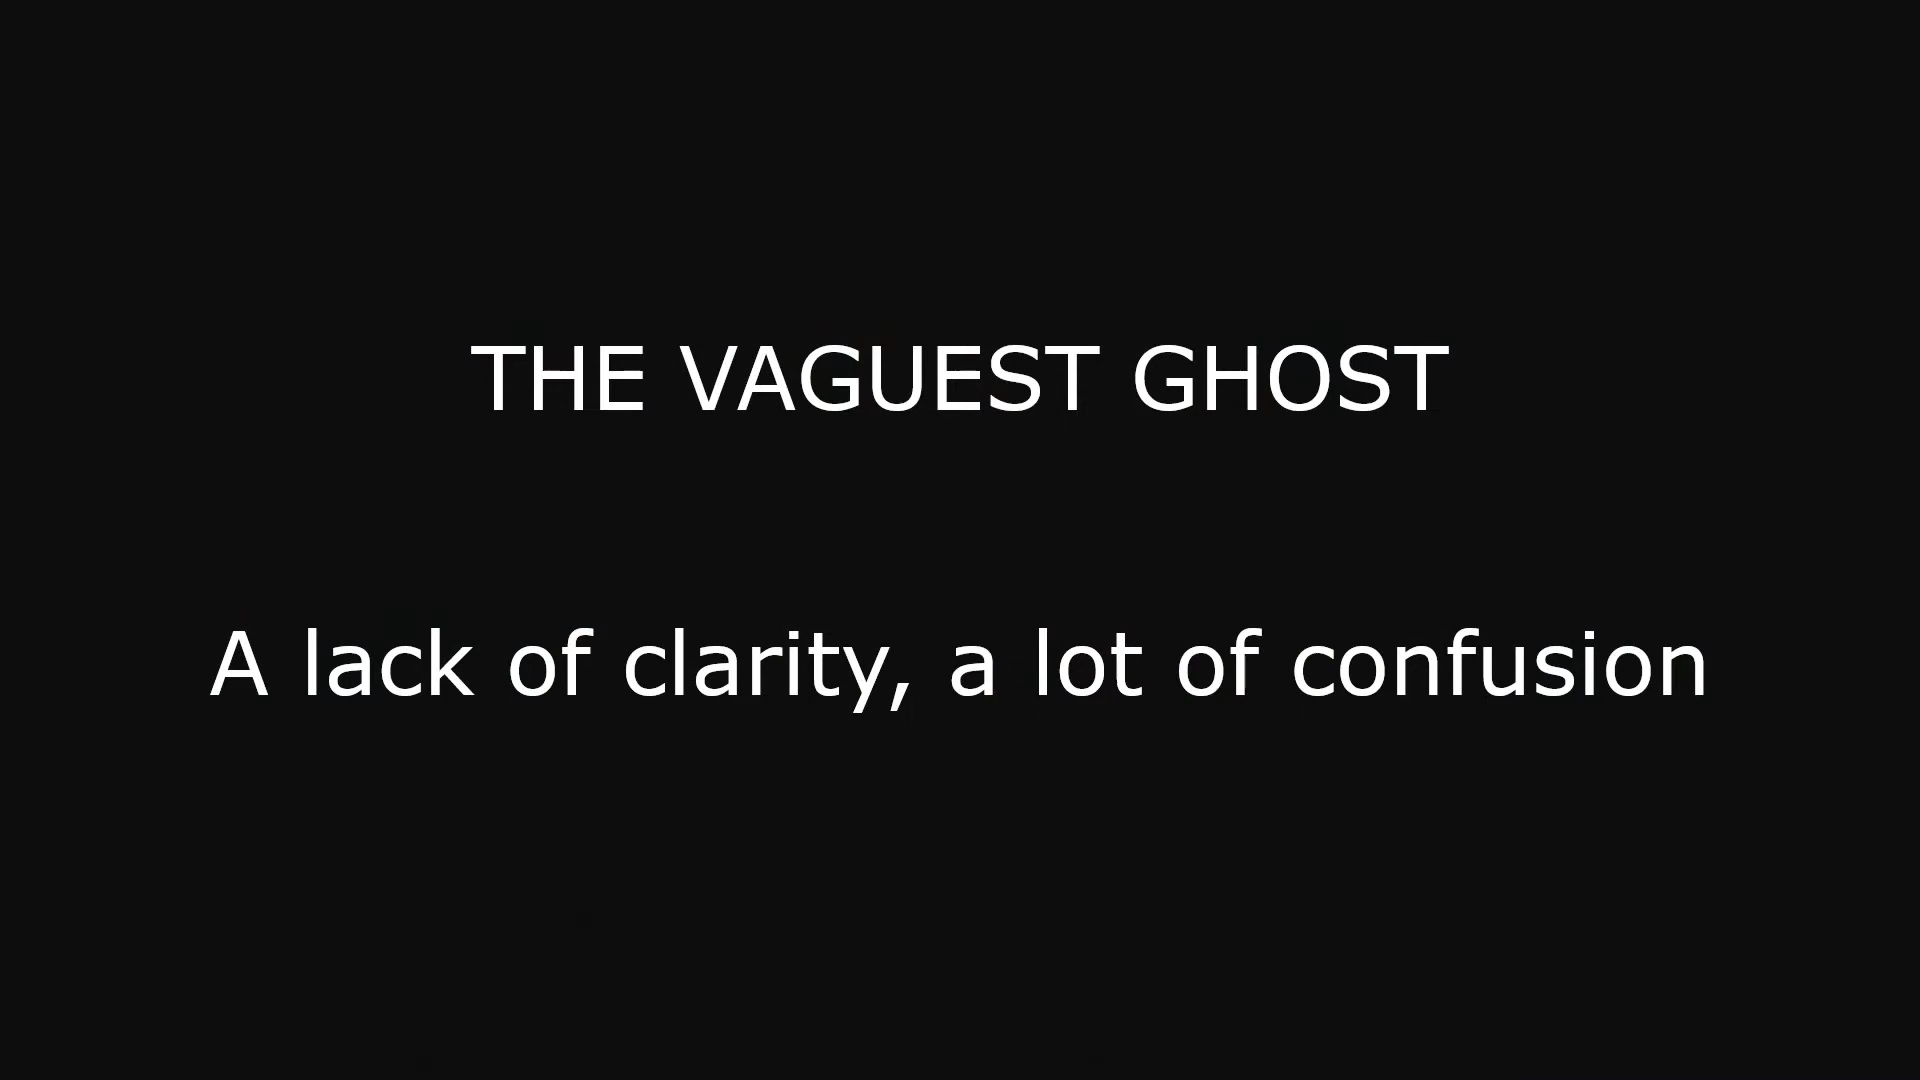 THE VAGUEST GHOST
A lack of clarity, a lot of confusion